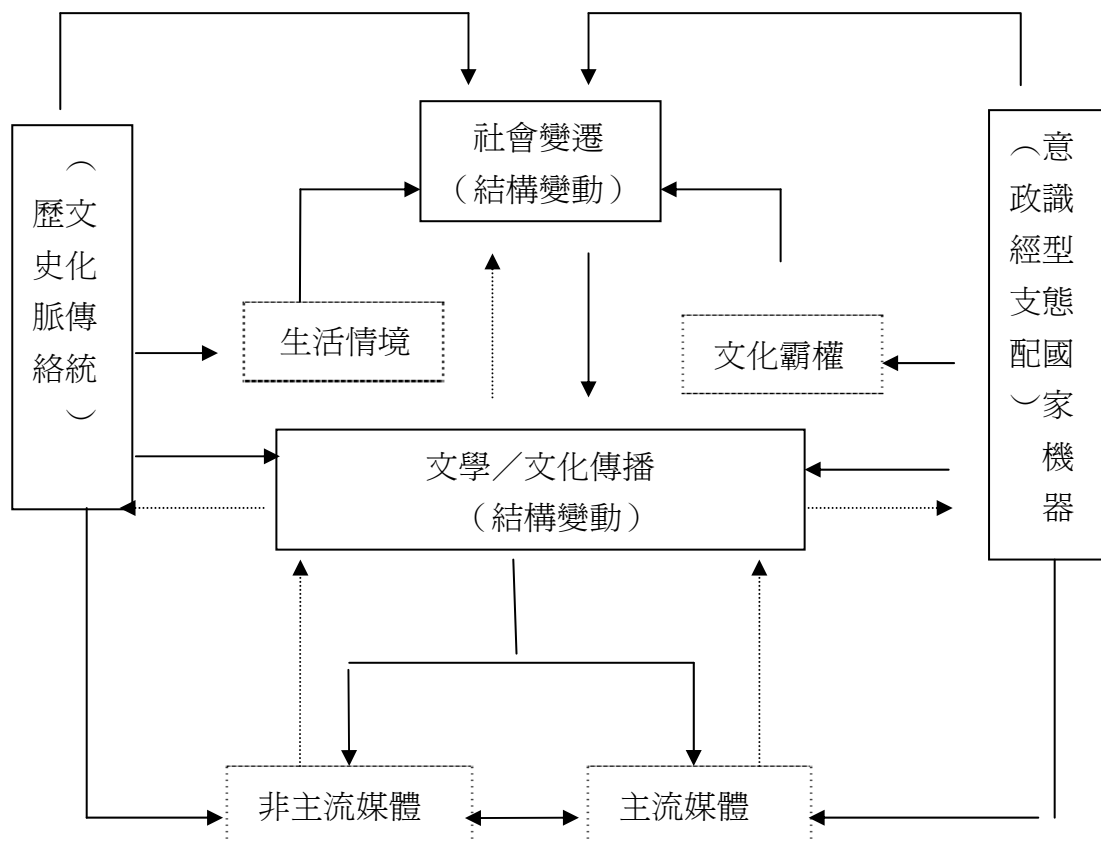 社會變遷
（結構變動）
文化傳統
（歷史脈絡）
生活情境
文化霸權
意識型態國家機器
（政經支配）
文學／文化傳播
（結構變動）
非主流媒體
主流媒體